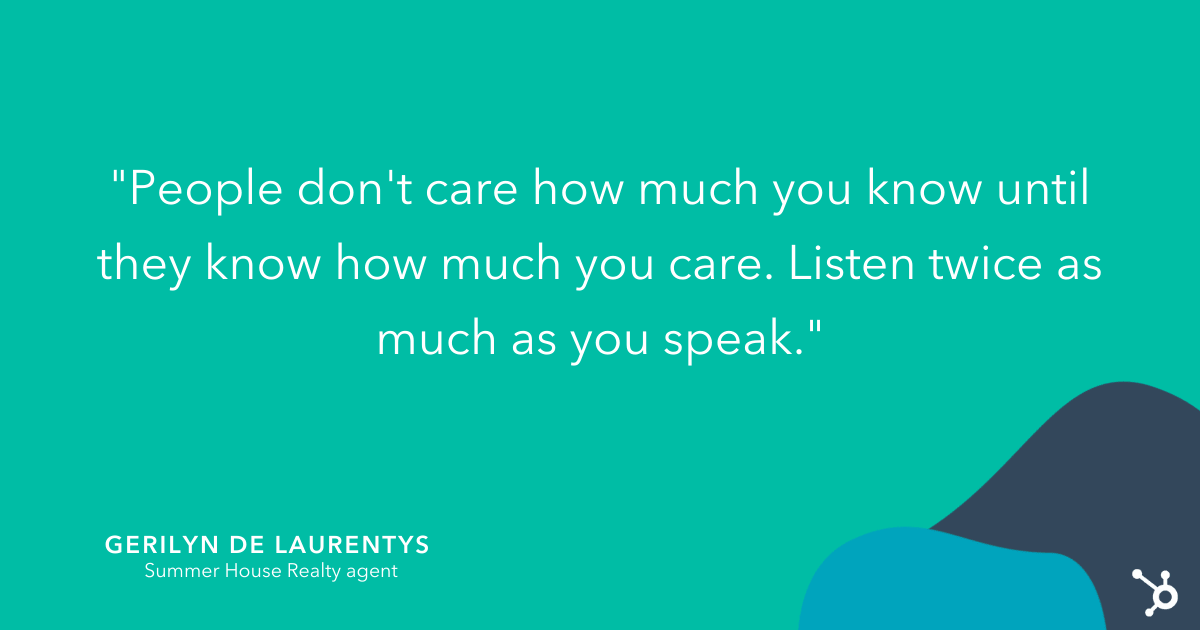 "People don't care how much you know until
they know how much you care. Listen twice as
much as you speak."
GERILYN DE LAURENTYS
Summer House Realty agent